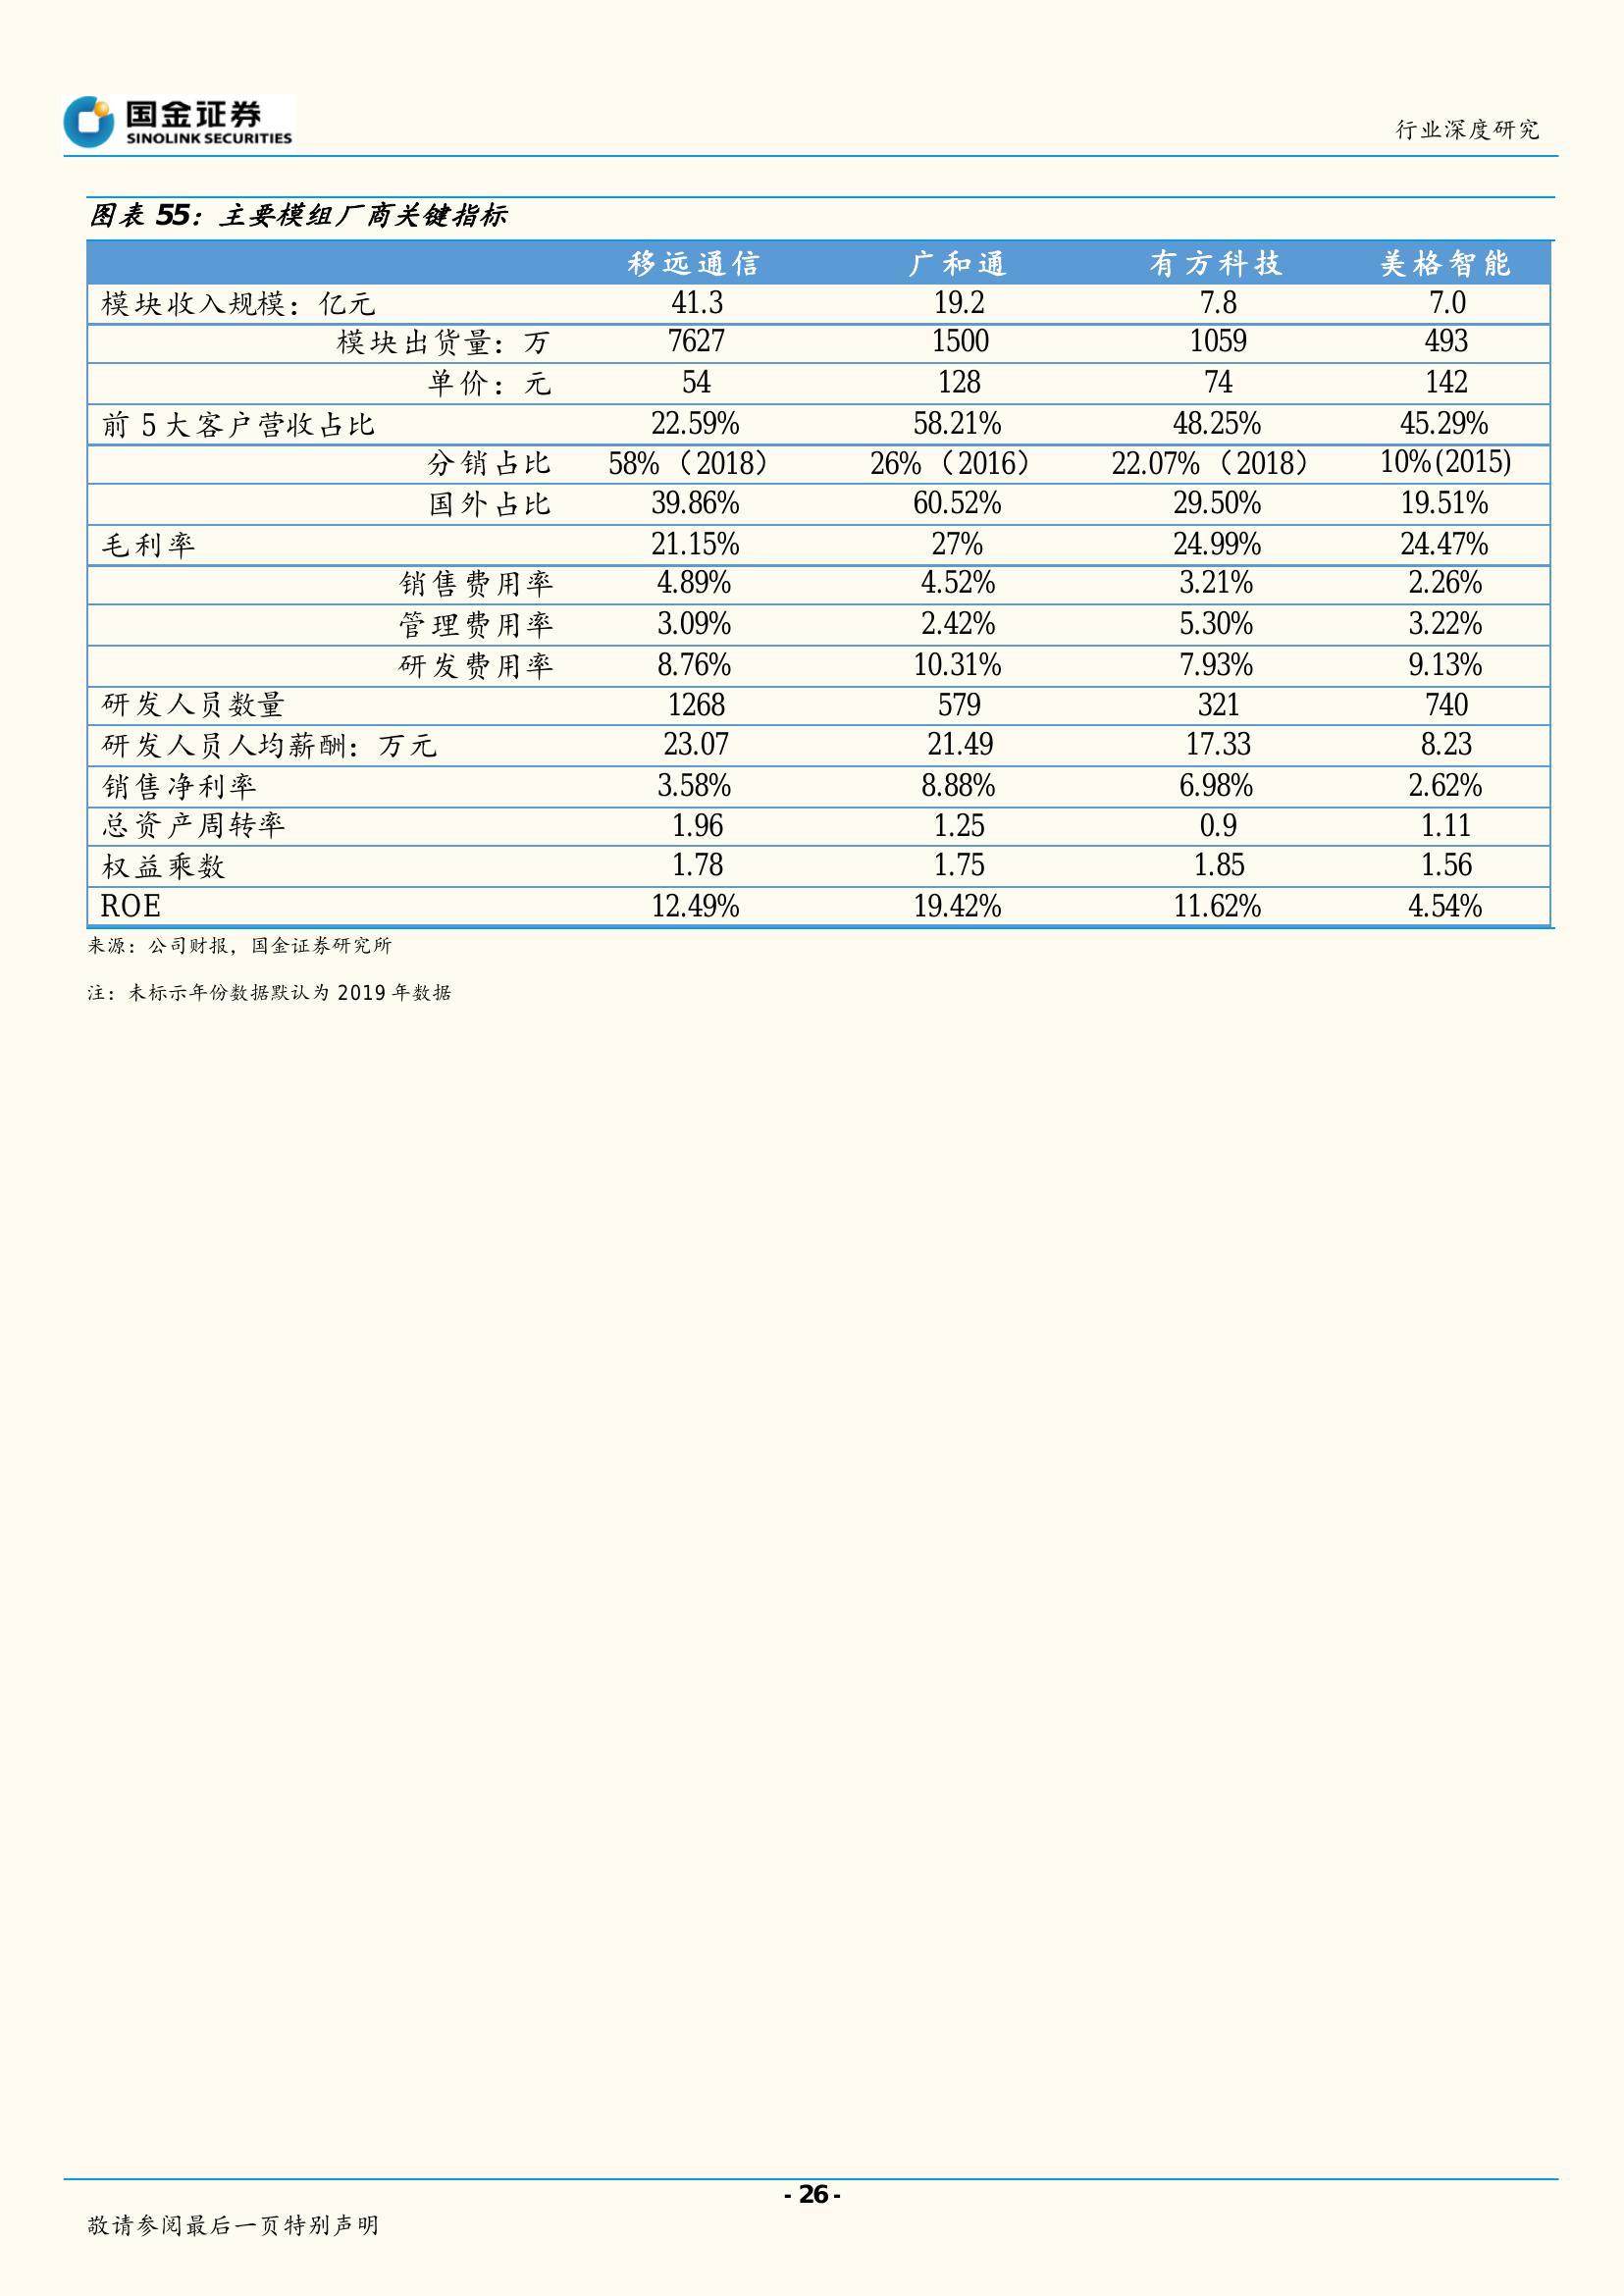 国金证券
SINOLINK SECURITIES
行业深度研究
图表 55：主要模组厂商关键指标
移远通信 广和通 有方科技 美格智能
模块收入规模：亿元 41.3 19.2 7.8 7.0
模块出货量：万 7627 1500 1059 493
单价：元 54 128 74 142
前 5 大客户营收占比 22.59% 58.21% 48.25% 45.29%
分销占比 58%（2018） 26%（2016） 22.07%（2018） 10%(2015)
国外占比 39.86% 60.52% 29.50% 19.51%
毛利率 21.15% 27% 24.99% 24.47%
销售费用率 4.89% 4.52% 3.21% 2.26%
管理费用率 3.09% 2.42% 5.30% 3.22%
研发费用率 8.76% 10.31% 7.93% 9.13%
研发人员数量 1268 579 321 740
研发人员人均薪酬：万元 23.07 21.49 17.33 8.23
销售净利率 3.58% 8.88% 6.98% 2.62%
总资产周转率 1.96 1.25 0.9 1.11
权益乘数 1.78 1.75 1.85 1.56
ROE 12.49% 19.42% 11.62% 4.54%
来源：公司财报，国金证券研究所
注：未标示年份数据默认为 2019 年数据
- 26 -
敬请参阅最后一页特别声明